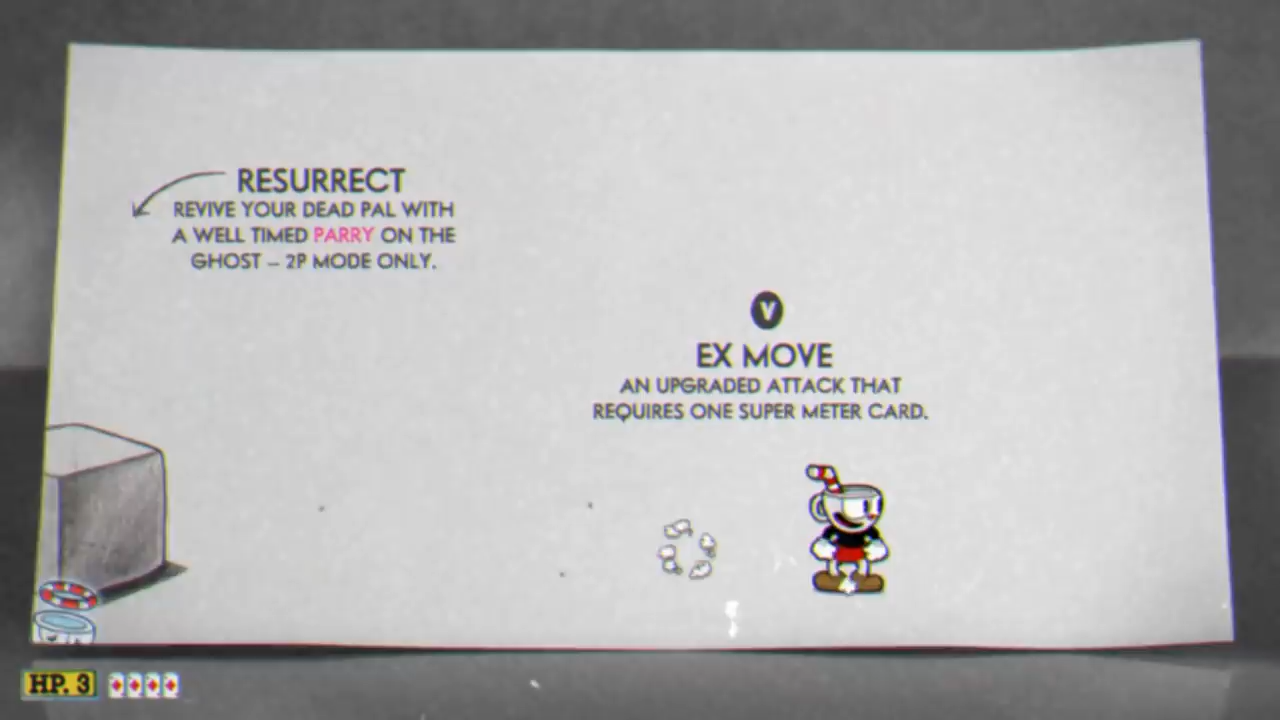 RESURRECT
REVIVE YOUR DEAD PAL WITH
A WELL TIMED PARRY ON THE
GHOST – 2P MODE ONLY.
V
EX MOVE
AN UPGRADED ATTACK THAT
REQUIRES ONE SUPER METER CARD.
HP. 3